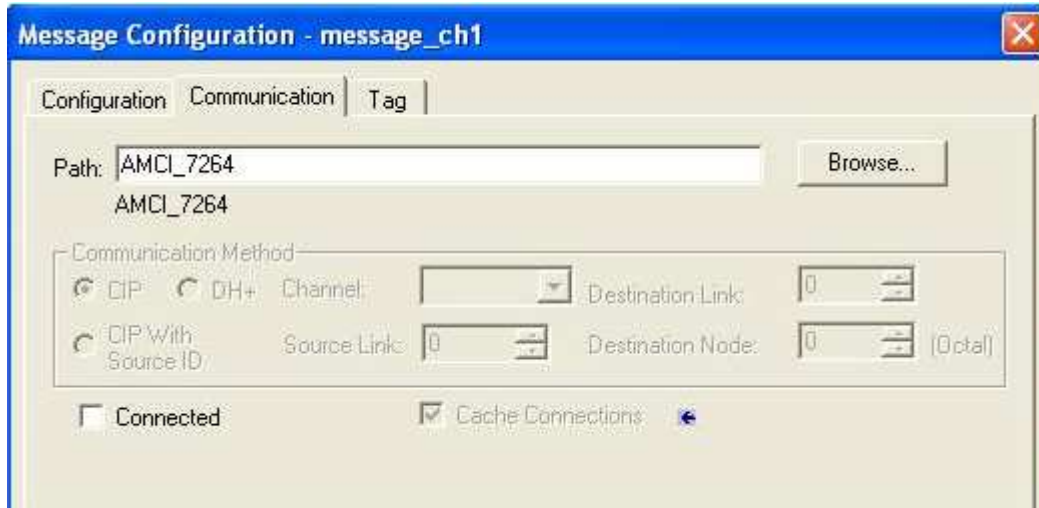 Message Configuration - message_ch1
Configuration Communication Tag
Path: AMCI_7264 Browse...
AMCI_7264
Communication Method
CIP DH+ Channel: Destination Link: 0
CIP With Source Link: 0 Destination Node: 0 (Octal)
Source ID
Connected Cache Connections